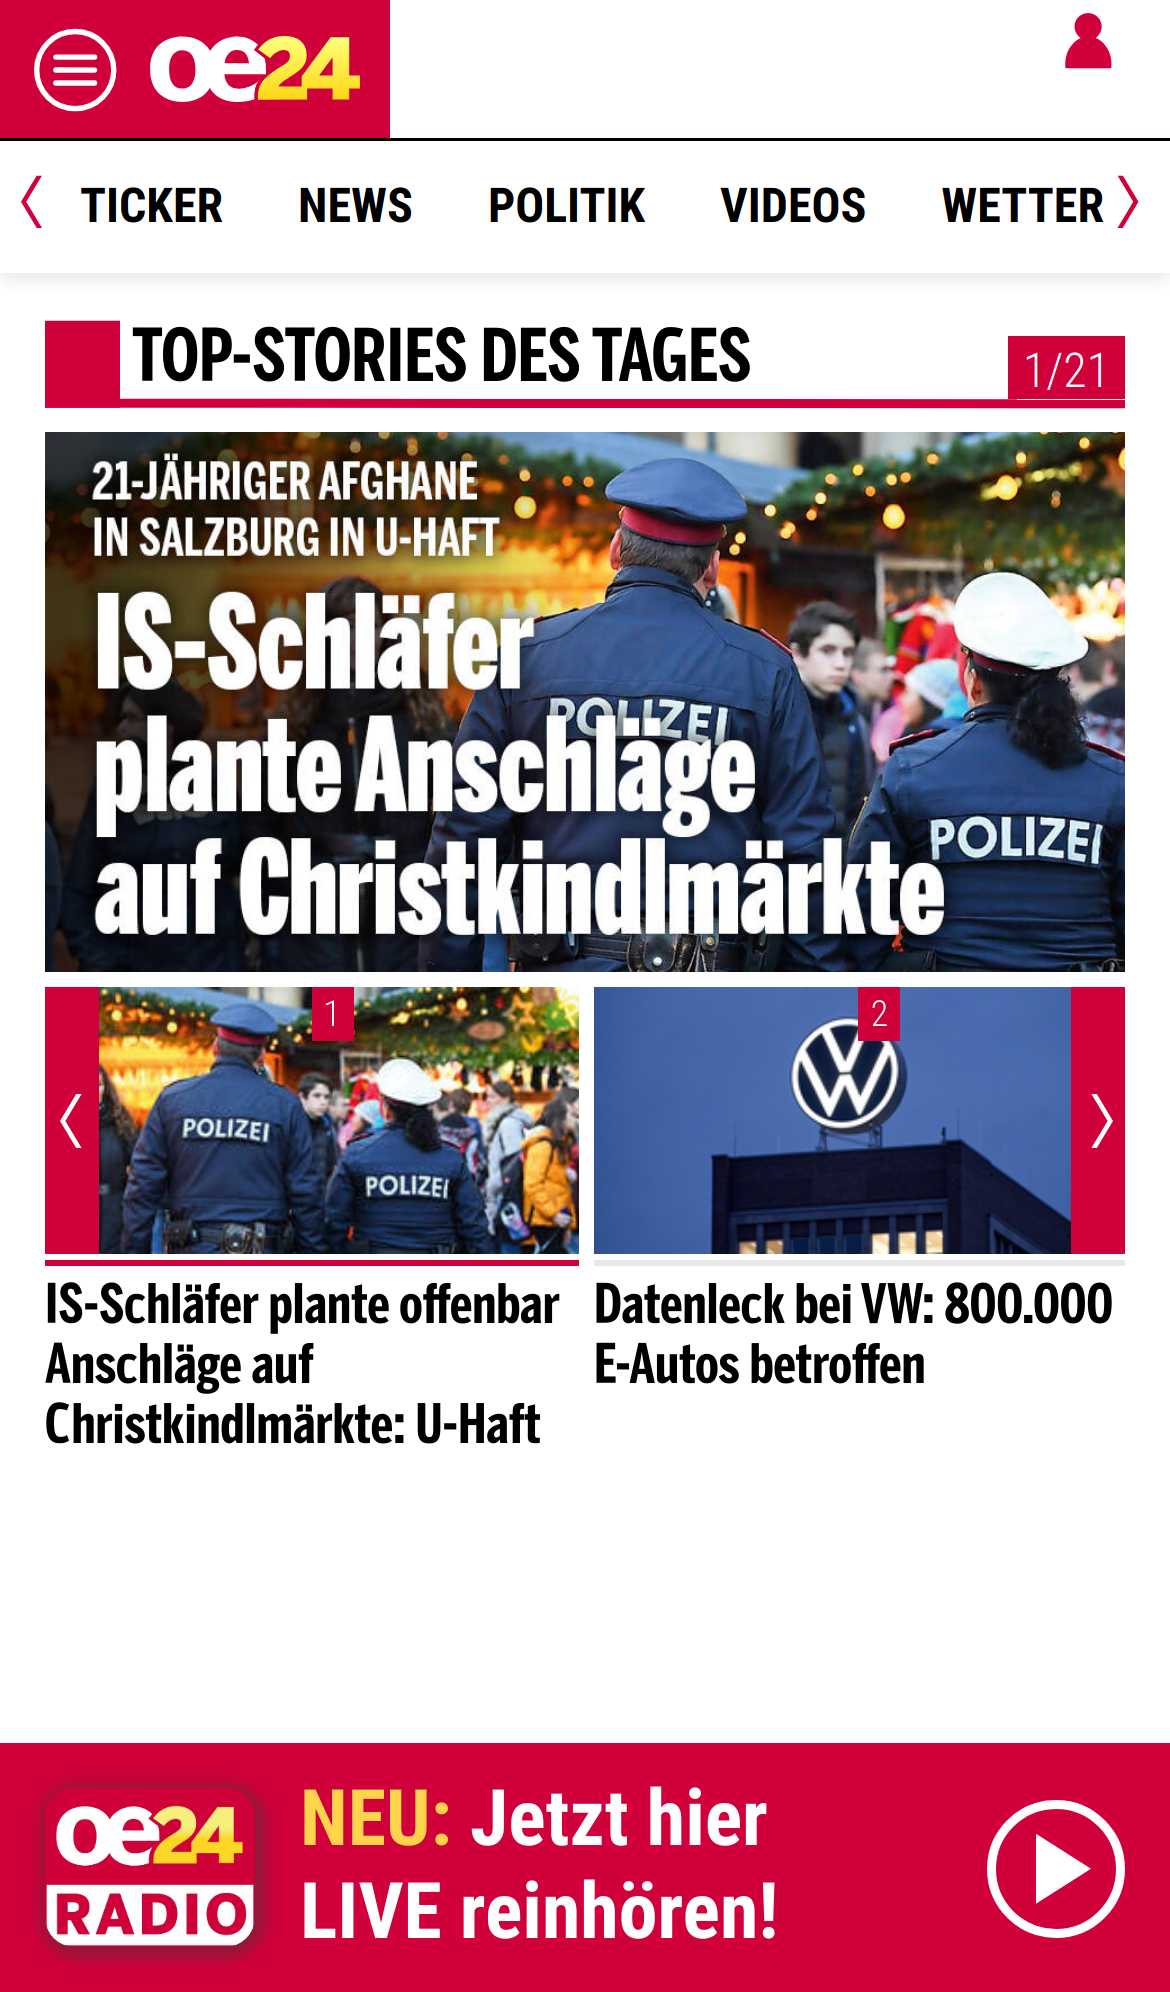 oe24
TICKER
NEWS
POLITIK
VIDEOS
WETTER
TOP-STORIES DES TAGES
1/21
21-JÄHRIGER AFGHANE
IN SALZBURG IN U-HAFT
IS-Schläfer
plante Anschläge
auf Christkindlmärkte
POLIZEI
POLIZEI
1
POLIZEI
POLIZEI
IS-Schläfer plante offenbar
Anschläge auf
Christkindlmärkte: U-Haft
2
VW
Datenleck bei VW: 800.000
E-Autos betroffen
oe24
RADIO
NEU: Jetzt hier
LIVE reinhören!